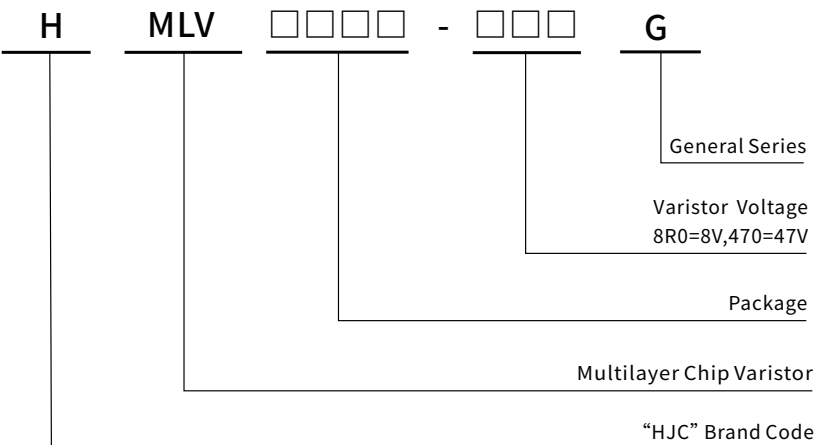 H MLV □□□□ - □□□ G
General Series
Varistor Voltage
8R0=8V,470=47V
Package
Multilayer Chip Varistor
“HJC” Brand Code